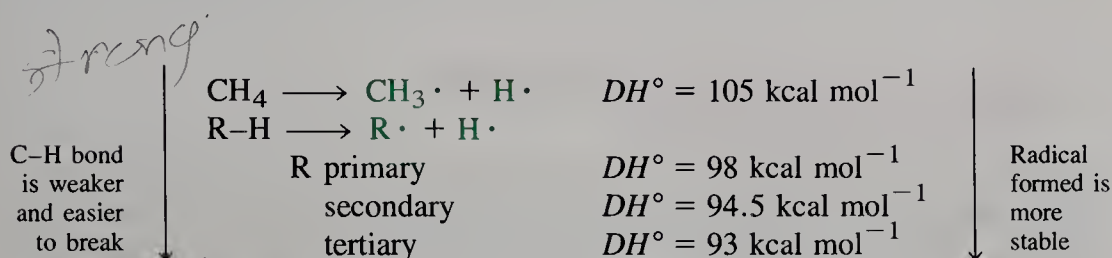 strong
CH₄ ⟶ CH₃· + H· DH° = 105 kcal mol⁻¹
R–H ⟶ R· + H·
R primary DH° = 98 kcal mol⁻¹
secondary DH° = 94.5 kcal mol⁻¹
tertiary DH° = 93 kcal mol⁻¹
C–H bond
is weaker
and easier
to break
Radical
formed is
more
stable